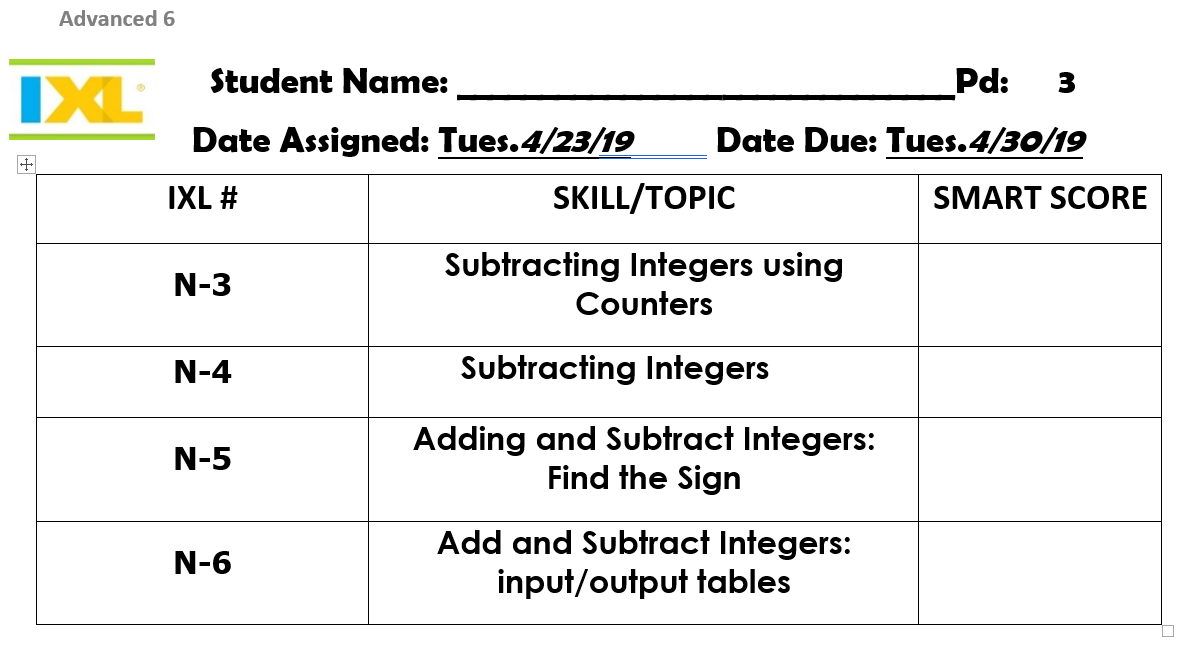 Advanced 6
IXL®
Student Name: ______________________________Pd: 3
Date Assigned: Tues.4/23/19 Date Due: Tues.4/30/19
IXL # SKILL/TOPIC SMART SCORE
N-3 Subtracting Integers using
Counters
N-4 Subtracting Integers
N-5 Adding and Subtract Integers:
Find the Sign
N-6 Add and Subtract Integers:
input/output tables